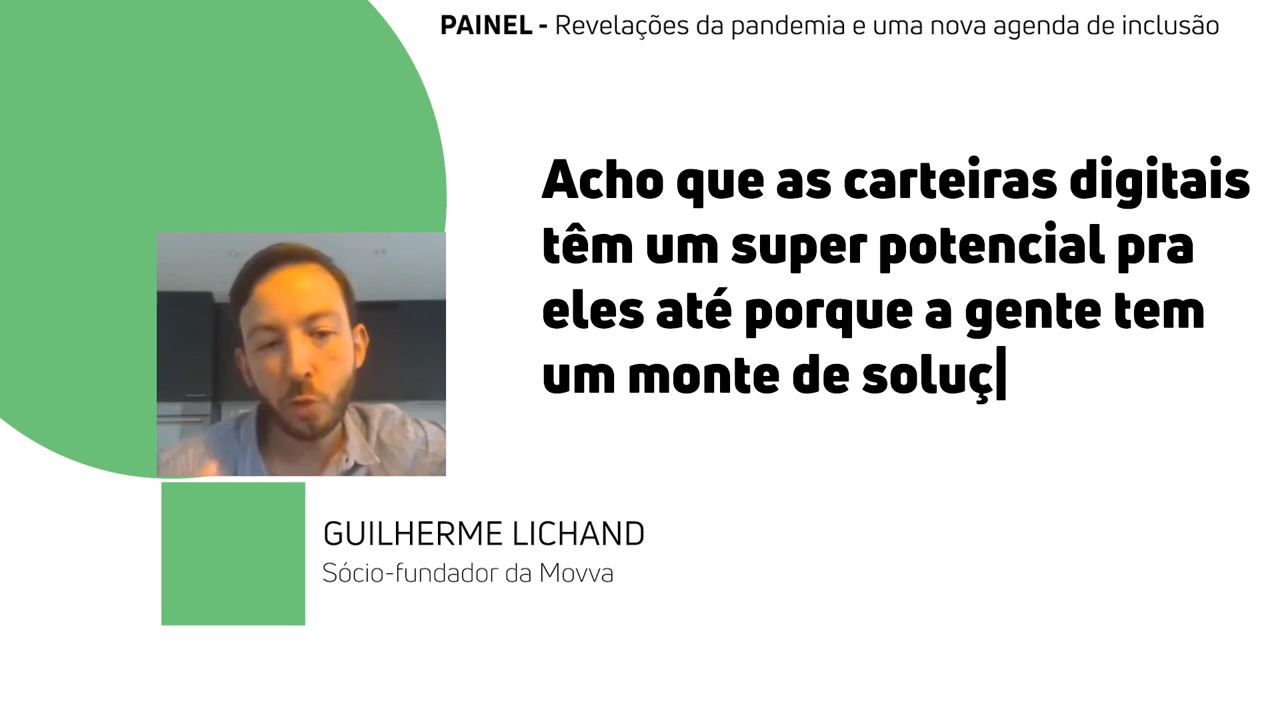 PAINEL - Revelações da pandemia e uma nova agenda de inclusão
Acho que as carteiras digitais
têm um super potencial pra
eles até porque a gente tem
um monte de soluç|
GUILHERME LICHAND
Sócio-fundador da Movva